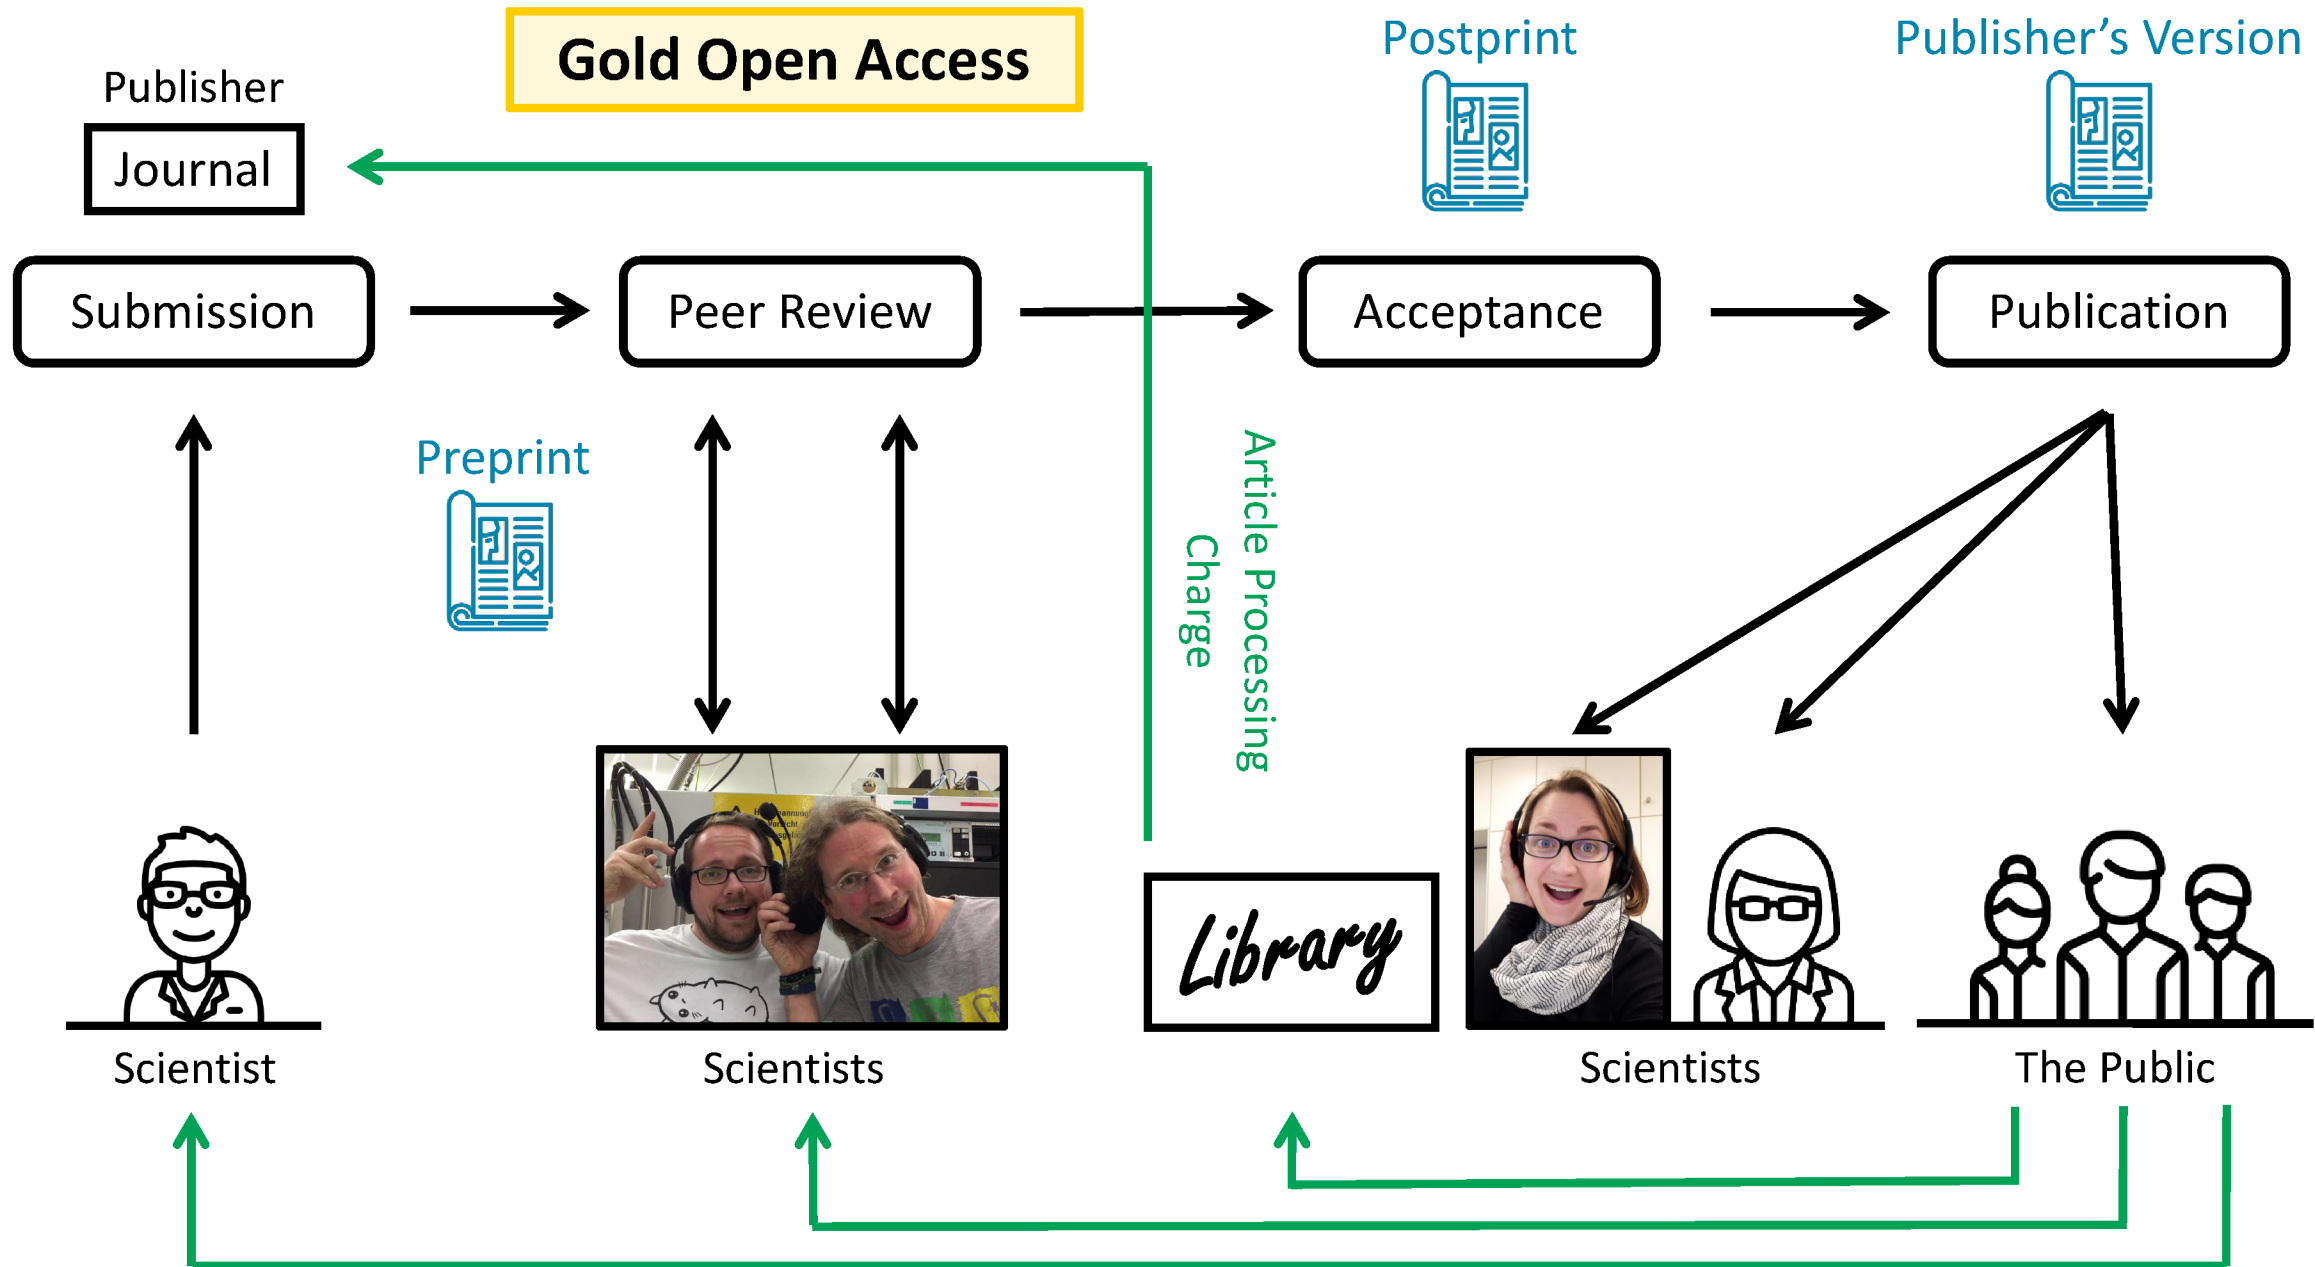 Gold Open Access
Postprint
Publisher's Version
Publisher
Journal
Submission
Peer Review
Acceptance
Publication
Preprint
Article Processing
Charge
Library
Scientist
Scientists
Scientists
The Public